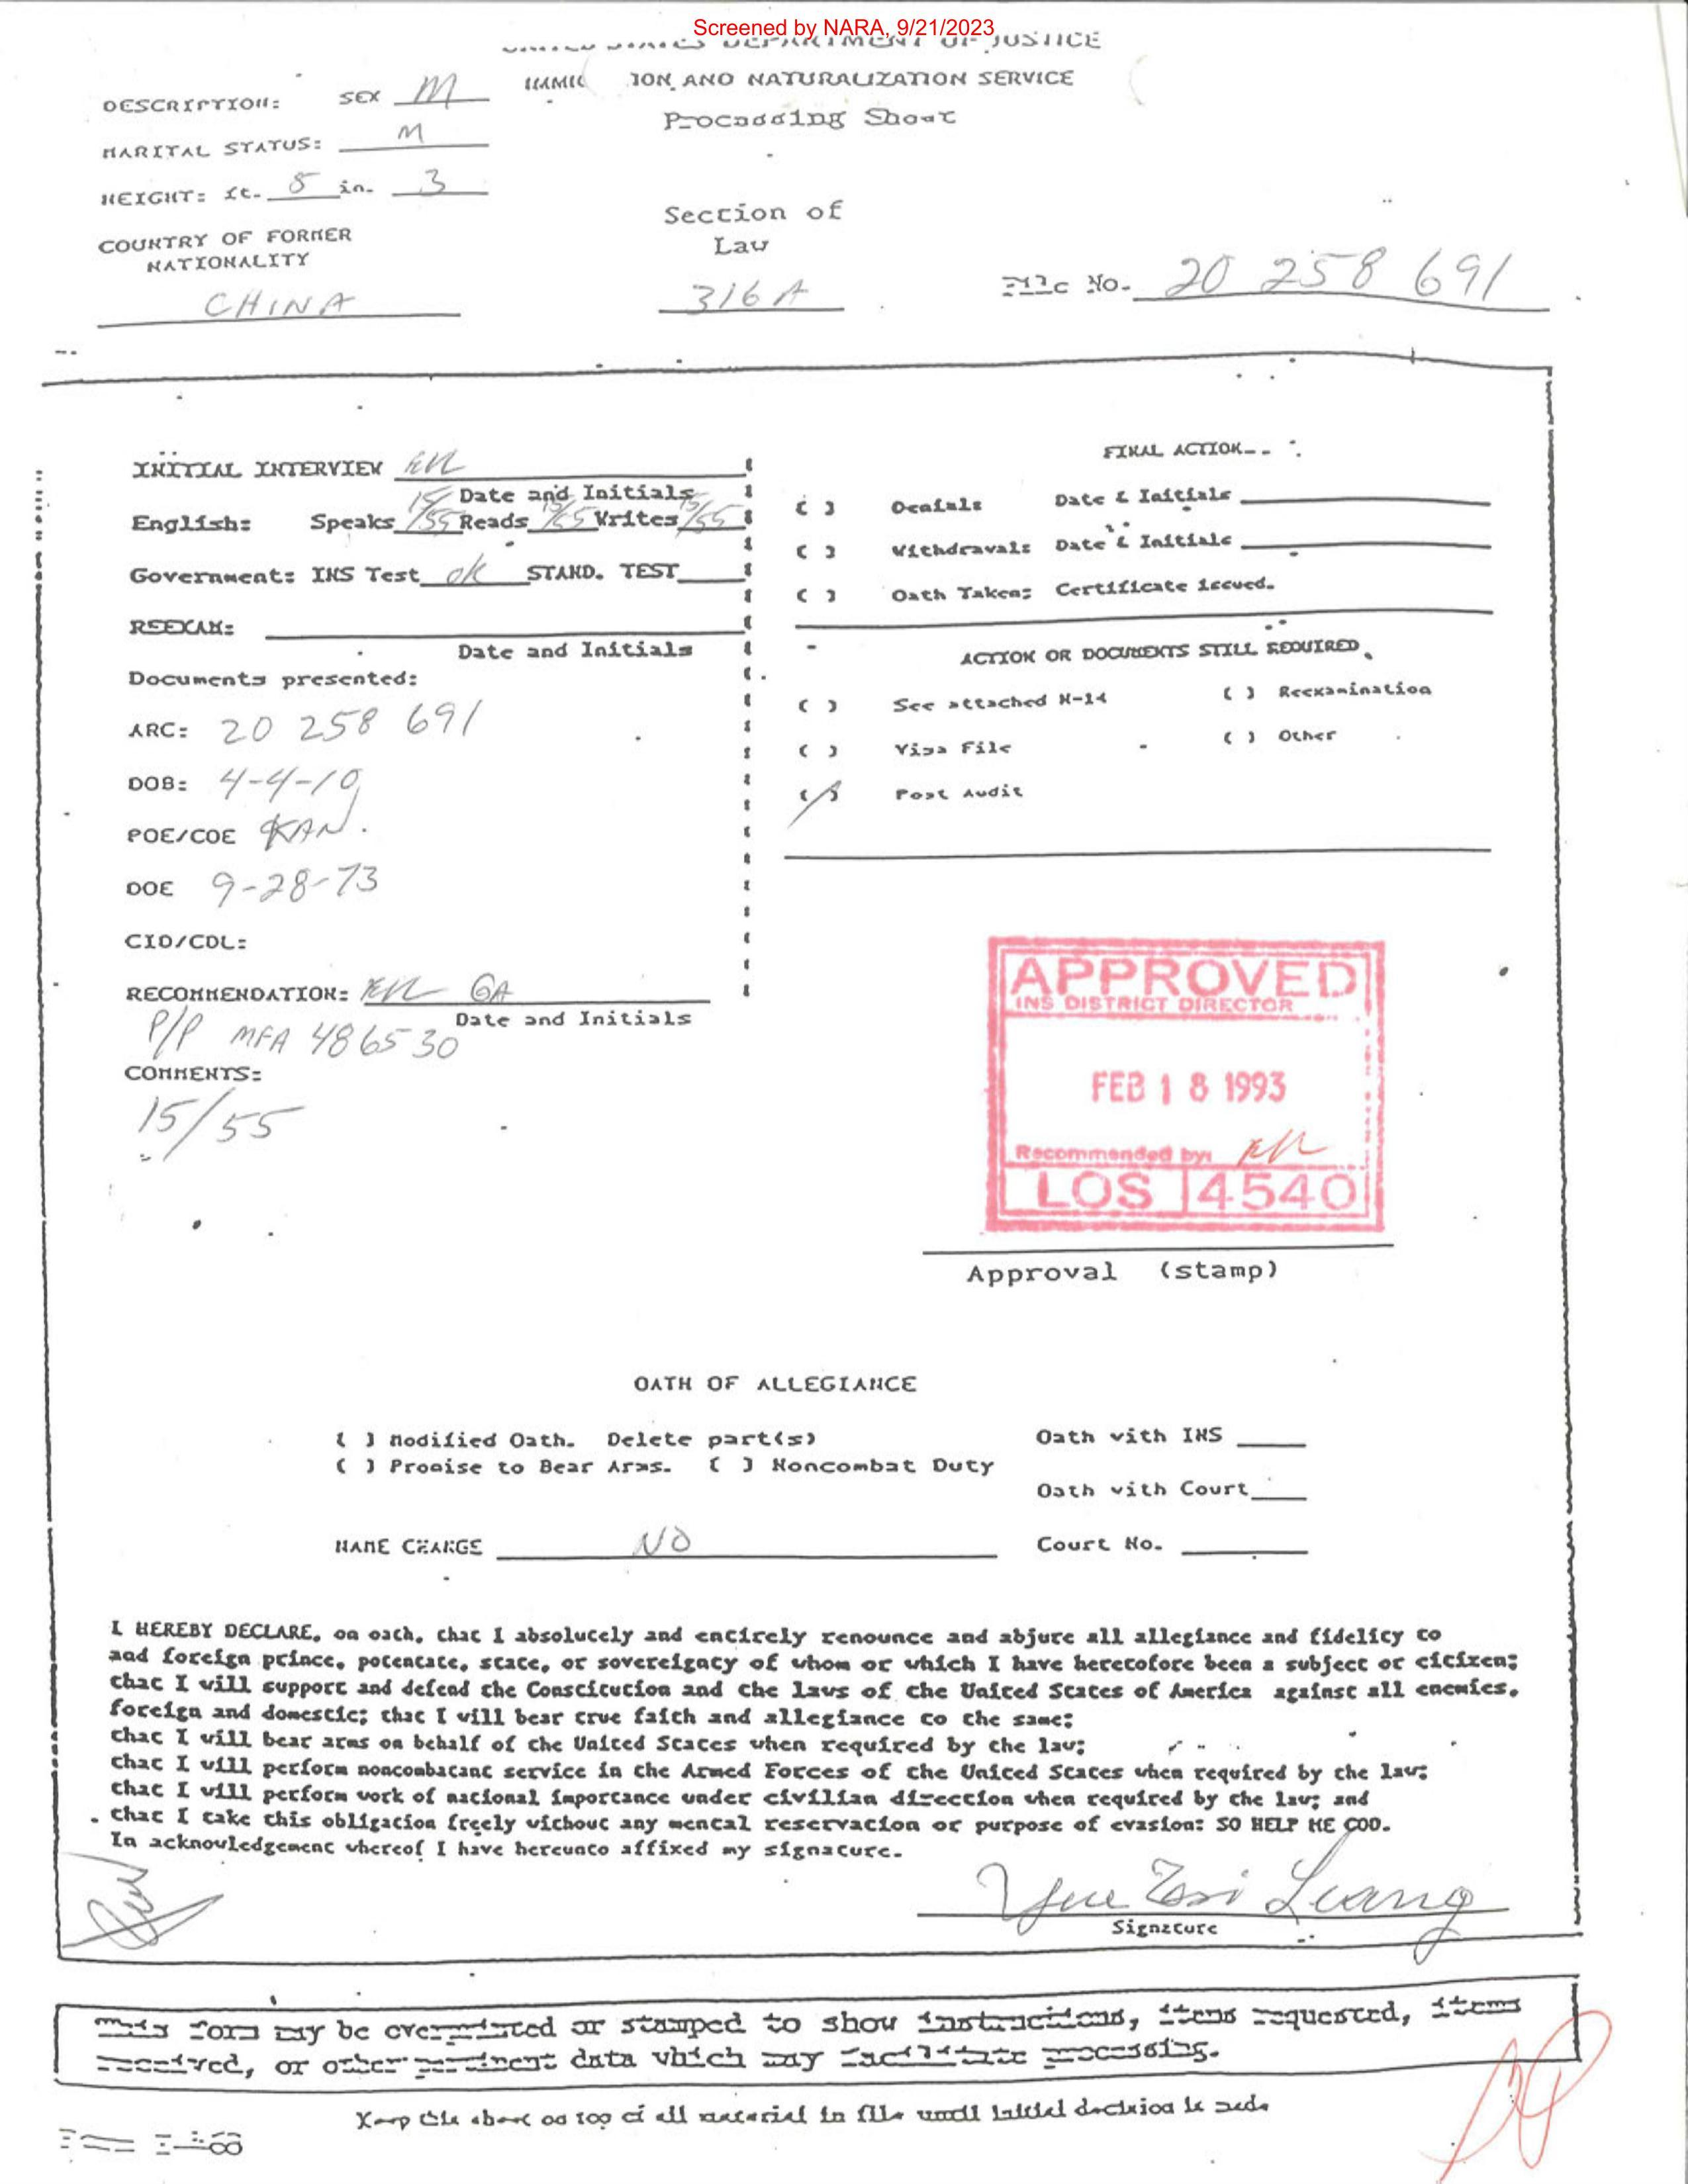 Screened by NARA, 9/21/2023
DEPARTMENT OF JUSTICE
ION AND NATURALIZATION SERVICE
Processing Sheet
DESCRIPTION: SEX M
MARITAL STATUS: M
HEIGHT: ft. 5 in. 3
COUNTRY OF FORMER
NATIONALITY
CHINA
Section of
Law
316A
File No. 20 258 691
INITIAL INTERVIEW
Date and Initials
English: Speaks 15/55 Reads 15/55 Writes 15/55
Government: INS Test ok STAND. TEST
REEXAM:
Date and Initials
Documents presented:
ARC: 20 258 691
DOB: 4-4-10
POE/COE KAN.
DOE 9-28-73
CIO/CDL:
RECOMMENDATION: GA
Date and Initials
P/P MFA 486530
COMMENTS:
15/55
FINAL ACTION--
( ) Denial: Date & Initials
( ) Withdrawal: Date & Initials
( ) Oath Taken: Certificate issued.
ACTION OR DOCUMENTS STILL REQUIRED.
( ) See attached N-14 ( ) Reexamination
( ) Visa File ( ) Other
(/) Post Audit
APPROVED
INS DISTRICT DIRECTOR
FEB 18 1993
Recommended by:
LOS 4540
Approval (stamp)
OATH OF ALLEGIANCE
( ) Modified Oath. Delete part(s)
( ) Promise to Bear Arms. ( ) Noncombat Duty
Oath with INS
Oath with Court
NAME CHANGE NO
Court No.
I HEREBY DECLARE, on oath, that I absolutely and entirely renounce and abjure all allegiance and fidelity to
and foreign prince, potentate, state, or sovereignty of whom or which I have heretofore been a subject or citizen;
that I will support and defend the Constitution and the laws of the United States of America against all enemies,
foreign and domestic; that I will bear true faith and allegiance to the same;
that I will bear arms on behalf of the United States when required by the law;
that I will perform noncombatant service in the Armed Forces of the United States when required by the law;
that I will perform work of national importance under civilian direction when required by the law; and
that I take this obligation freely without any mental reservation or purpose of evasion: SO HELP ME GOD.
In acknowledgement whereof I have hereunto affixed my signature.
Yue Tsi Leang
Signature
This form may be overprinted or stamped to show instructions, items requested, items
received, or other pertinent data which may facilitate processing.
Keep this sheet on top of all material in file until initial decision is made